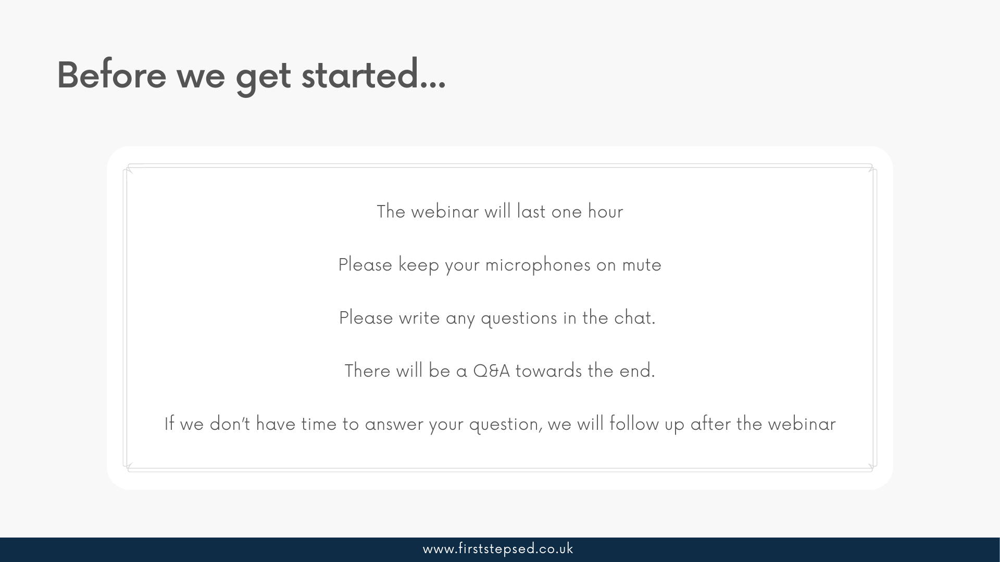 Before we get started...
The webinar will last one hour
Please keep your microphones on mute
Please write any questions in the chat.
There will be a Q&A towards the end.
If we don't have time to answer your question, we will follow up after the webinar
www.firststepsed.co.uk